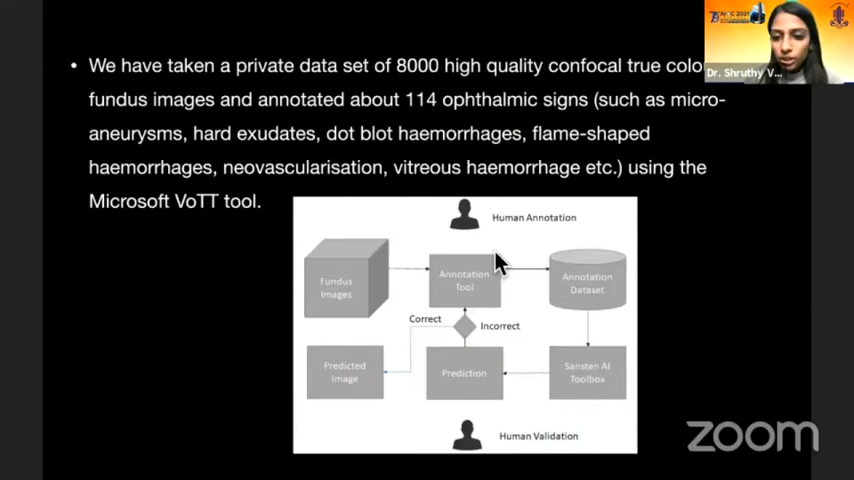 AIOC 2021
Dr. Shruthy V...
• We have taken a private data set of 8000 high quality confocal true colo
fundus images and annotated about 114 ophthalmic signs (such as micro-
aneurysms, hard exudates, dot blot haemorrhages, flame-shaped
haemorrhages, neovascularisation, vitreous haemorrhage etc.) using the
Microsoft VoTT tool.
Human Annotation
Fundus
Images
Annotation
Tool
Annotation
Dataset
Correct
Incorrect
Predicted
Image
Prediction
Sansten AI
Toolbox
Human Validation
zoom